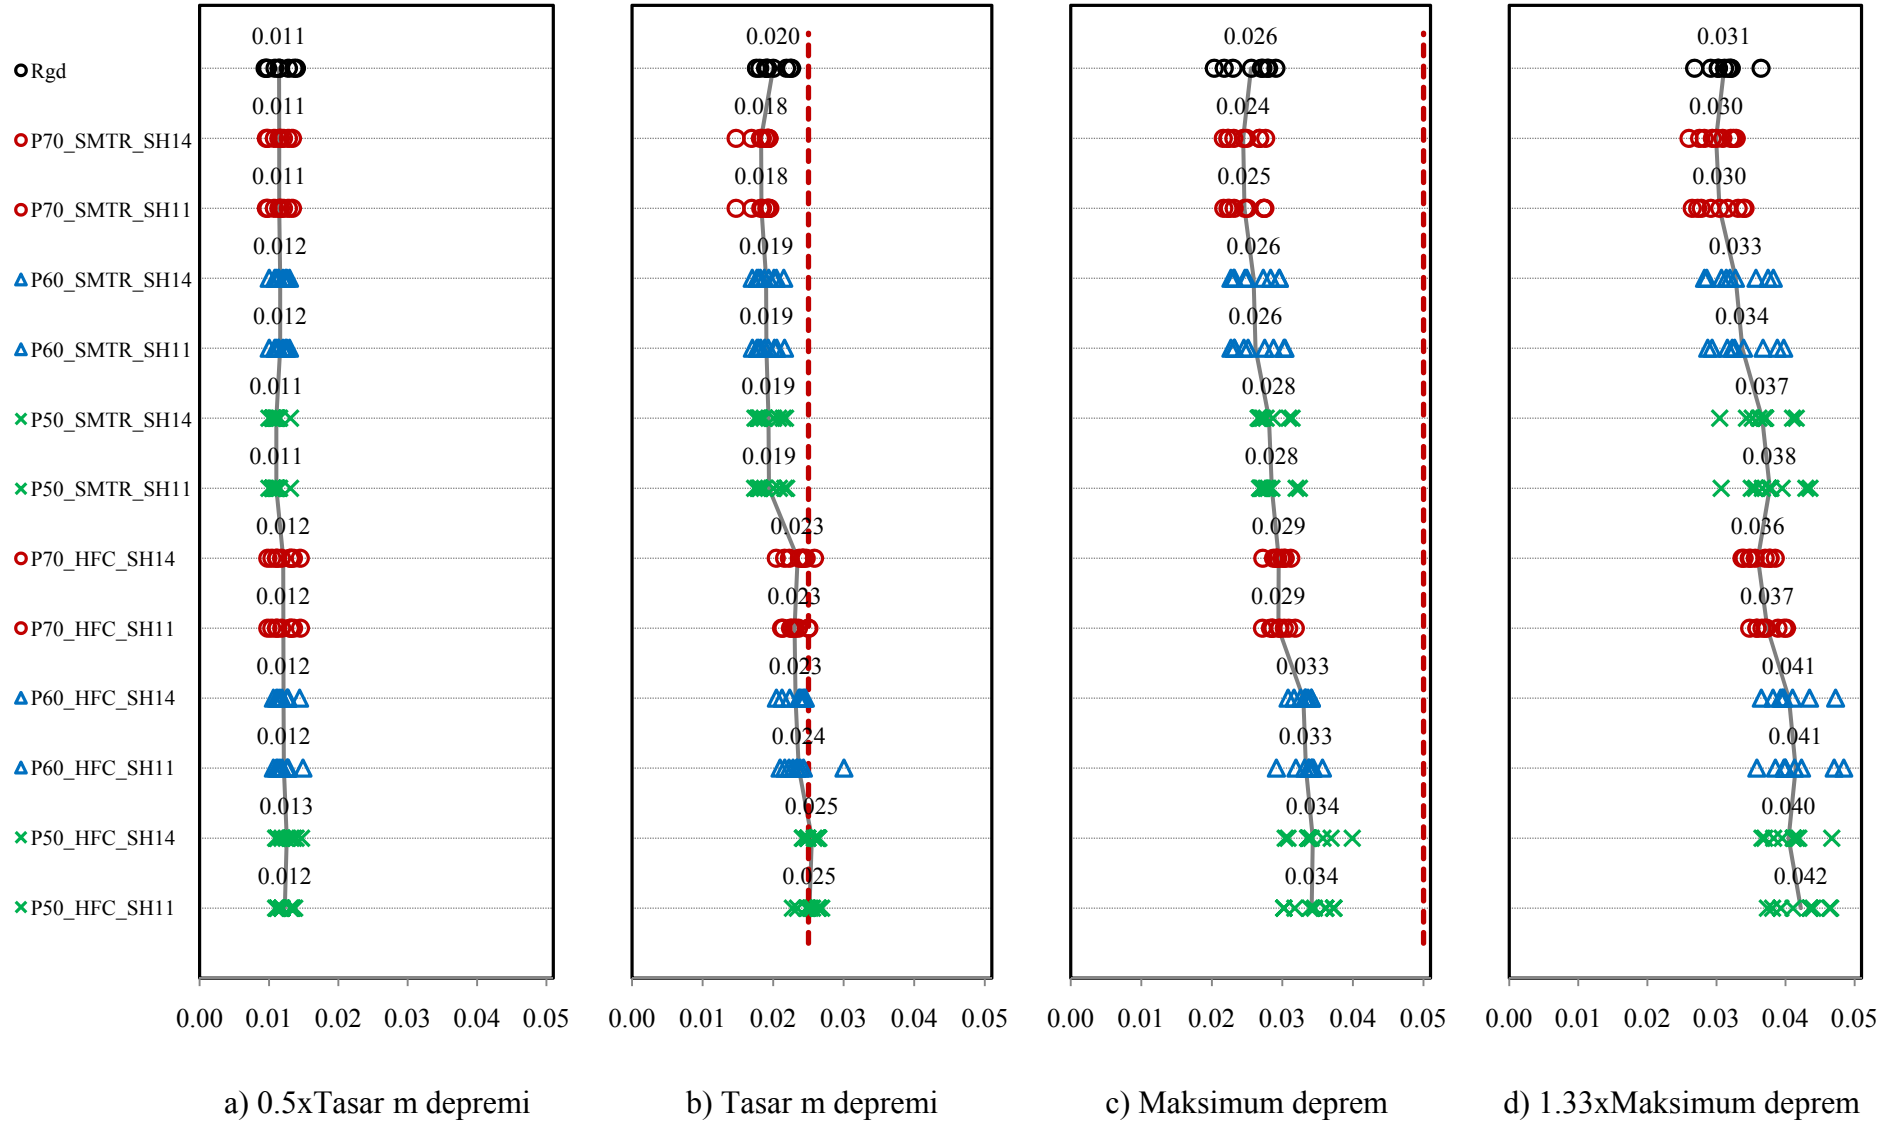 0.011 0.020 0.026 0.031
Rgd
0.011 0.018 0.024 0.030
P70_SMTR_SH14
0.011 0.018 0.025 0.030
P70_SMTR_SH11
0.012 0.019 0.026 0.033
P60_SMTR_SH14
0.012 0.019 0.026 0.034
P60_SMTR_SH11
0.011 0.019 0.028 0.037
P50_SMTR_SH14
0.011 0.019 0.028 0.038
P50_SMTR_SH11
0.012 0.023 0.029 0.036
P70_HFC_SH14
0.012 0.023 0.029 0.037
P70_HFC_SH11
0.012 0.023 0.033 0.041
P60_HFC_SH14
0.012 0.024 0.033 0.041
P60_HFC_SH11
0.013 0.025 0.034 0.040
P50_HFC_SH14
0.012 0.025 0.034 0.042
P50_HFC_SH11
0.00 0.01 0.02 0.03 0.04 0.05 0.00 0.01 0.02 0.03 0.04 0.05 0.00 0.01 0.02 0.03 0.04 0.05 0.00 0.01 0.02 0.03 0.04 0.05
a) 0.5xTasar m depremi b) Tasar m depremi c) Maksimum deprem d) 1.33xMaksimum deprem